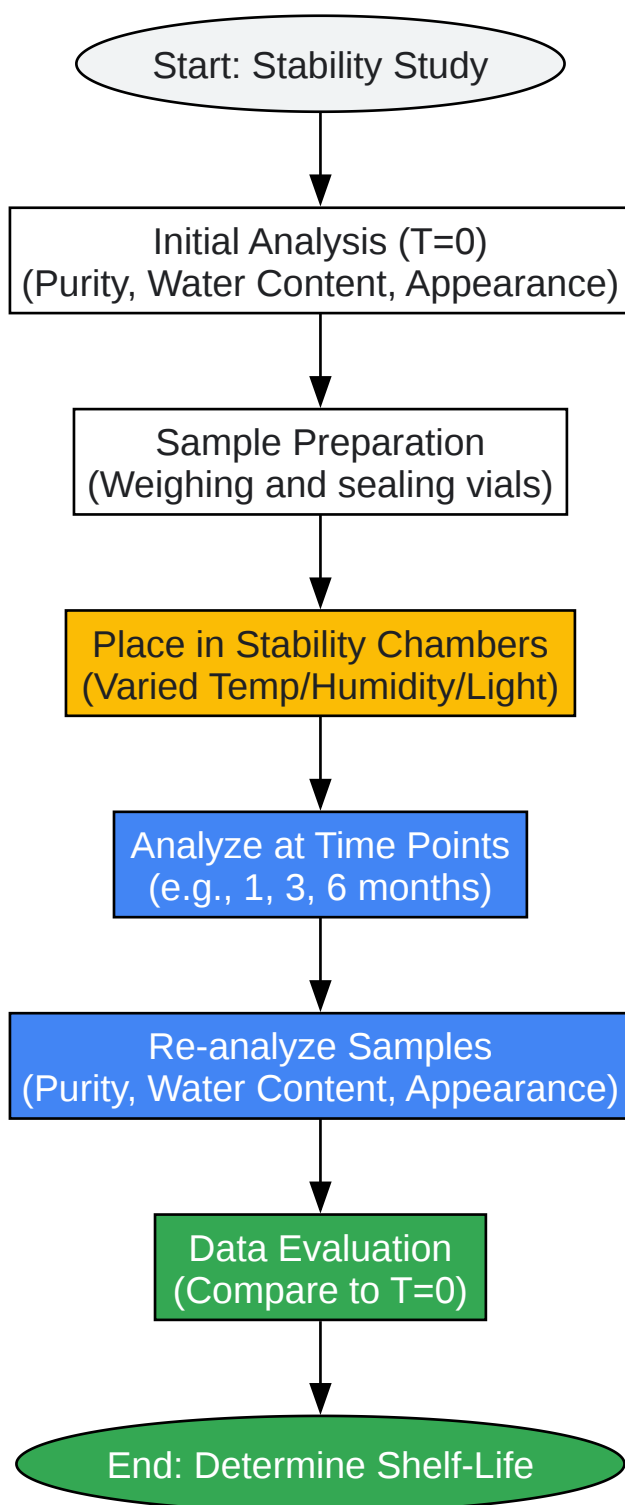 Start: Stability Study
Initial Analysis (T=0)
(Purity, Water Content, Appearance)
Sample Preparation
(Weighing and sealing vials)
Place in Stability Chambers
(Varied Temp/Humidity/Light)
Analyze at Time Points
(e.g., 1, 3, 6 months)
Re-analyze Samples
(Purity, Water Content, Appearance)
Data Evaluation
(Compare to T=0)
End: Determine Shelf-Life